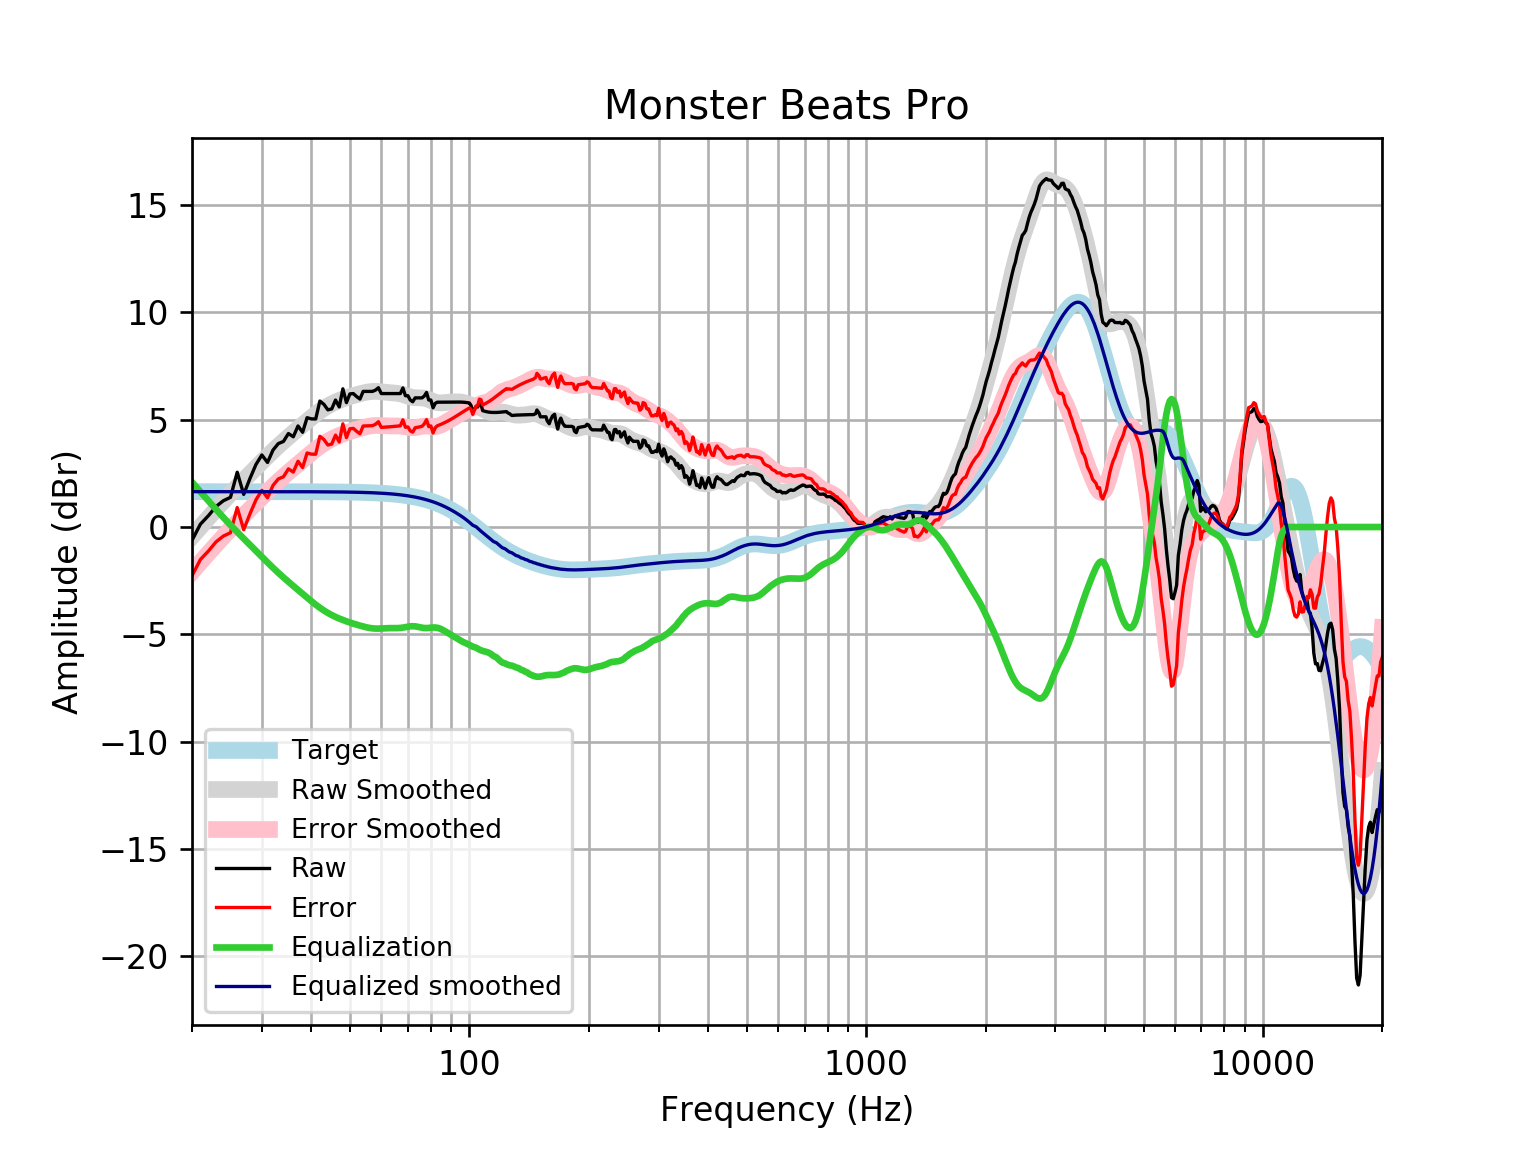 Monster Beats Pro
Amplitude (dBr)
15
10
5
0
−5
−10
−15
−20
Target
Raw Smoothed
Error Smoothed
Raw
Error
Equalization
Equalized smoothed
100
1000
10000
Frequency (Hz)